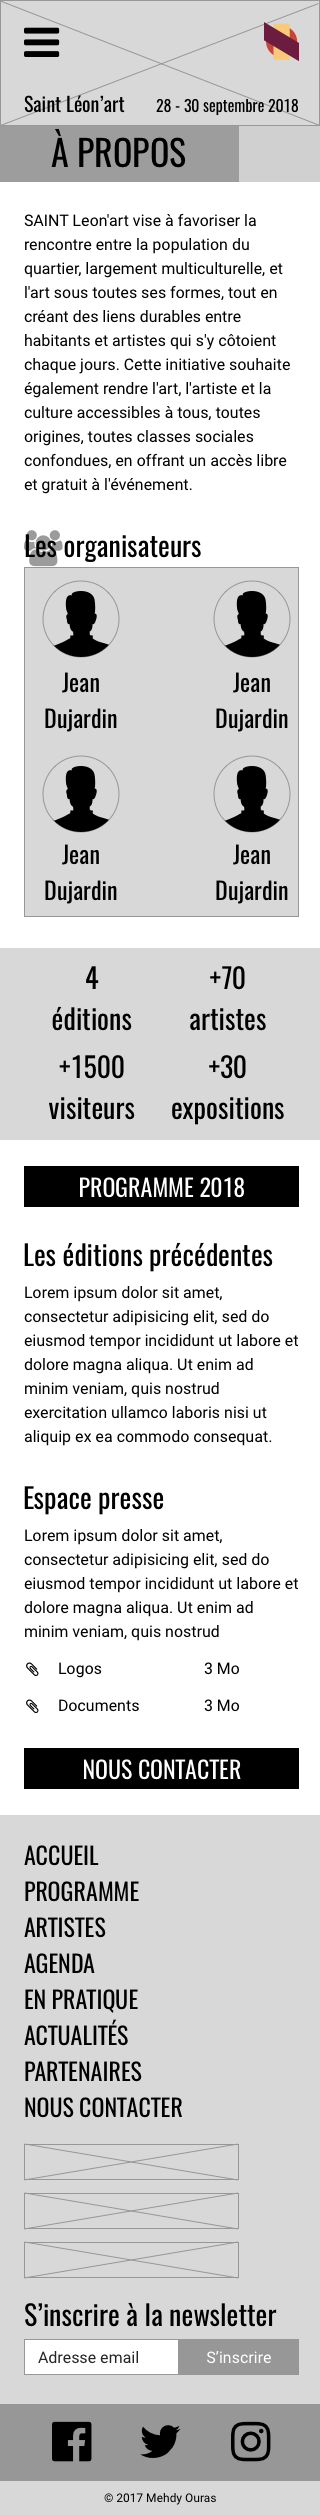 Saint Léon’art 28 - 30 septembre 2018
À PROPOS
SAINT Leon'art vise à favoriser la
rencontre entre la population du
quartier, largement multiculturelle, et
l'art sous toutes ses formes, tout en
créant des liens durables entre
habitants et artistes qui s'y côtoient
chaque jours. Cette initiative souhaite
également rendre l'art, l'artiste et la
culture accessibles à tous, toutes
origines, toutes classes sociales
confondues, en offrant un accès libre
et gratuit à l'événement.
Les organisateurs
Jean Jean
Dujardin Dujardin
Jean Jean
Dujardin Dujardin
4 +70
éditions artistes
+1500 +30
visiteurs expositions
PROGRAMME 2018
Les éditions précédentes
Lorem ipsum dolor sit amet,
consectetur adipisicing elit, sed do
eiusmod tempor incididunt ut labore et
dolore magna aliqua. Ut enim ad
minim veniam, quis nostrud
exercitation ullamco laboris nisi ut
aliquip ex ea commodo consequat.
Espace presse
Lorem ipsum dolor sit amet,
consectetur adipisicing elit, sed do
eiusmod tempor incididunt ut labore et
dolore magna aliqua. Ut enim ad
minim veniam, quis nostrud
Logos 3 Mo
Documents 3 Mo
NOUS CONTACTER
ACCUEIL
PROGRAMME
ARTISTES
AGENDA
EN PRATIQUE
ACTUALITÉS
PARTENAIRES
NOUS CONTACTER
S’inscrire à la newsletter
Adresse email S’inscrire
© 2017 Mehdy Ouras